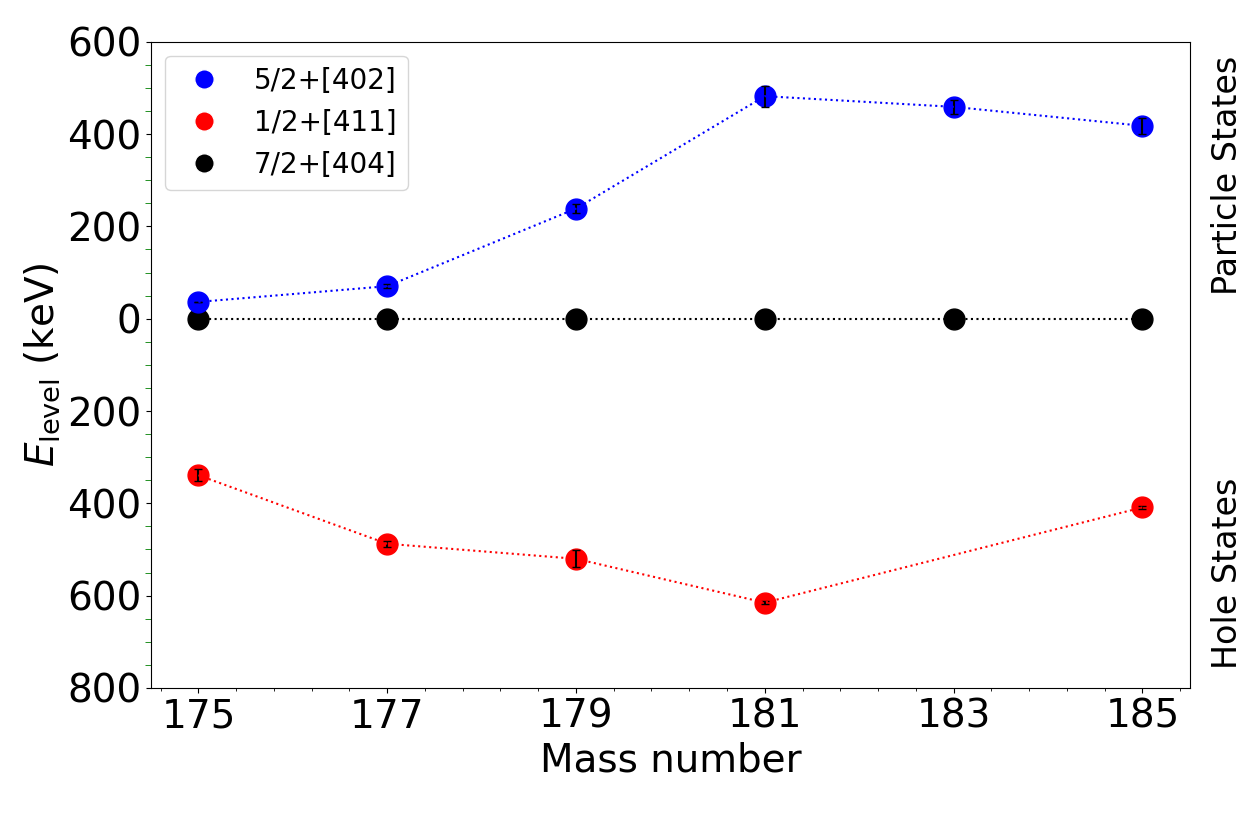 600
400
200
0
200
400
600
800
E_level (keV)
5/2+[402]
1/2+[411]
7/2+[404]
Particle States
Hole States
175 177 179 181 183 185
Mass number